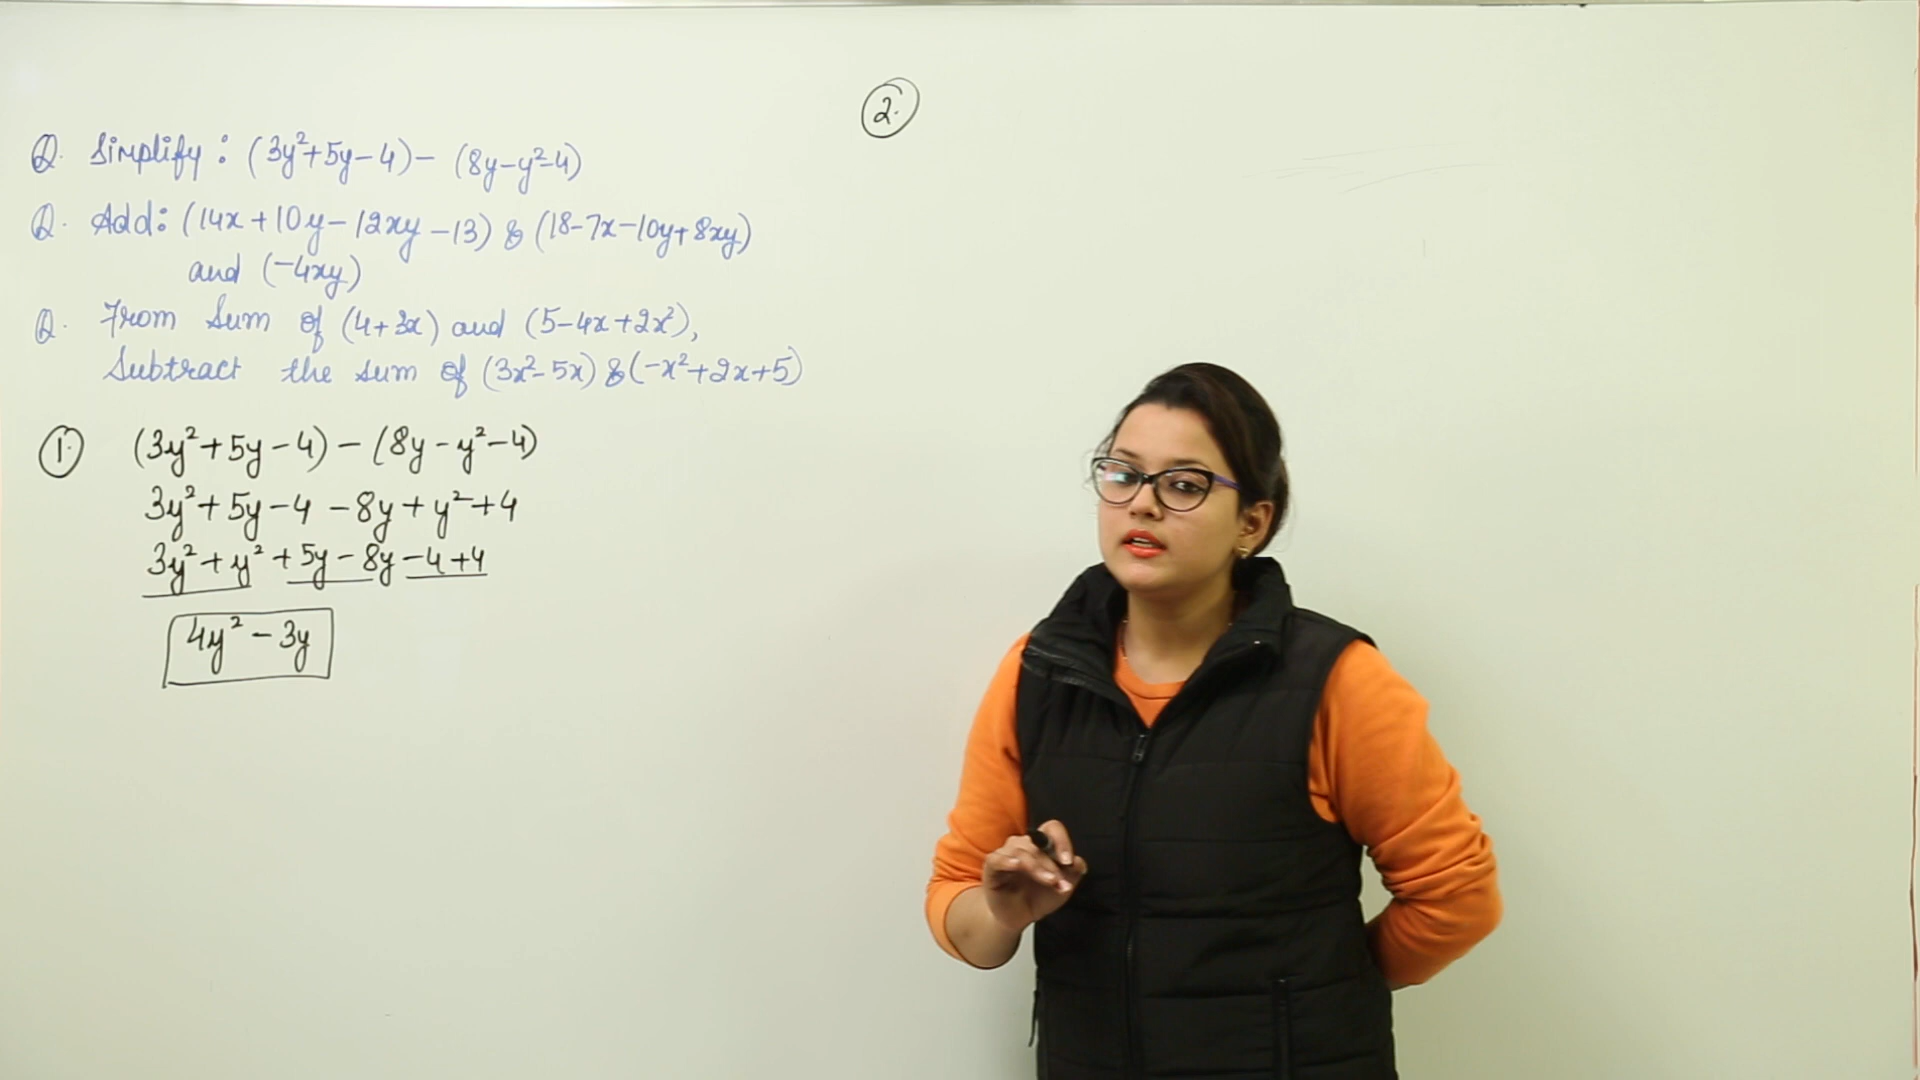 Q. Simplify : (3y²+5y-4)- (8y-y²-4)
Q. Add: (14x+10y-12xy-13) & (18-7x-10y+8xy)
and (-4xy)
Q. From Sum of (4+3x) and (5-4x+2x²),
Subtract the sum of (3x²-5x) & (-x²+2x+5)
1. (3y²+5y-4)-(8y-y²-4)
3y²+5y-4-8y+y²+4
3y²+y²+5y-8y-4+4
4y²-3y
2.